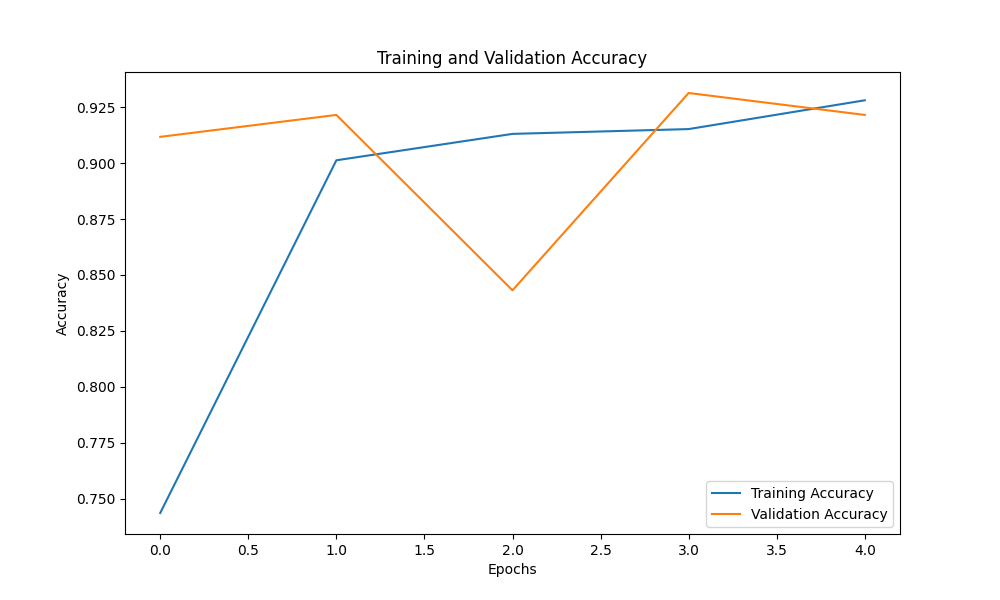 Training and Validation Accuracy
Accuracy
0.925
0.900
0.875
0.850
0.825
0.800
0.775
0.750
0.0 0.5 1.0 1.5 2.0 2.5 3.0 3.5 4.0
Epochs
Training Accuracy
Validation Accuracy